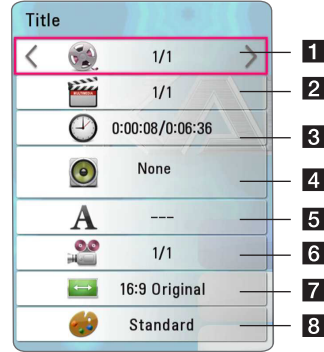 Title
1/1 1
1/1 2
0:00:08/0:06:36 3
None 4
A --- 5
1/1 6
16:9 Original 7
Standard 8